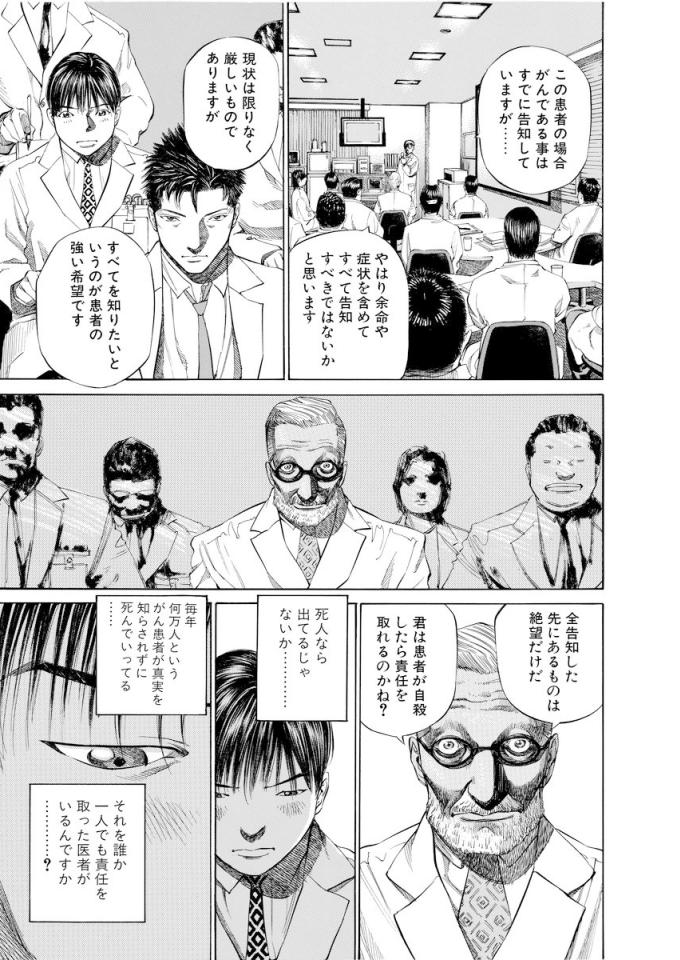 この患者の場合
がんである事は
すでに告知して
いますが……
やはり余命や
症状を含めて
すべて告知
すべきではないか
と思います
現状は限りなく
厳しいもので
ありますが
すべてを知りたいと
いうのが患者の
強い希望です
全告知した
先にあるものは
絶望だけだ
君は患者が自殺
したら責任を
取れるのかね？
死人なら
出てるじゃ
ないか……
毎年
何万人という
がん患者が真実を
知らされずに
死んでいってる
……
それを誰か
一人でも責任を
取った医者が
いるんですか
…………？